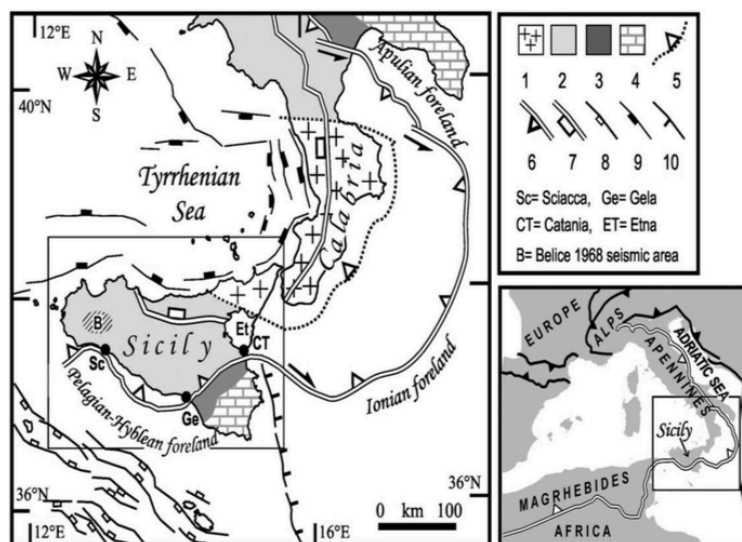 12°E
N
W E
S
40°N
Apulian foreland
Tyrrhenian
Sea
Calabria
B
Sicily
Et
CT
Sc
Ge
Pelagian-Hyblean foreland
Ionian foreland
36°N
36°N
12°E
16°E
0 km 100
1 2 3 4 5
6 7 8 9 10
Sc= Sciacca, Ge= Gela
CT= Catania, ET= Etna
B= Belice 1968 seismic area
EUROPE
ALPS
APENNINES
ADRIATIC SEA
Sicily
MAGRHEBIDES
AFRICA